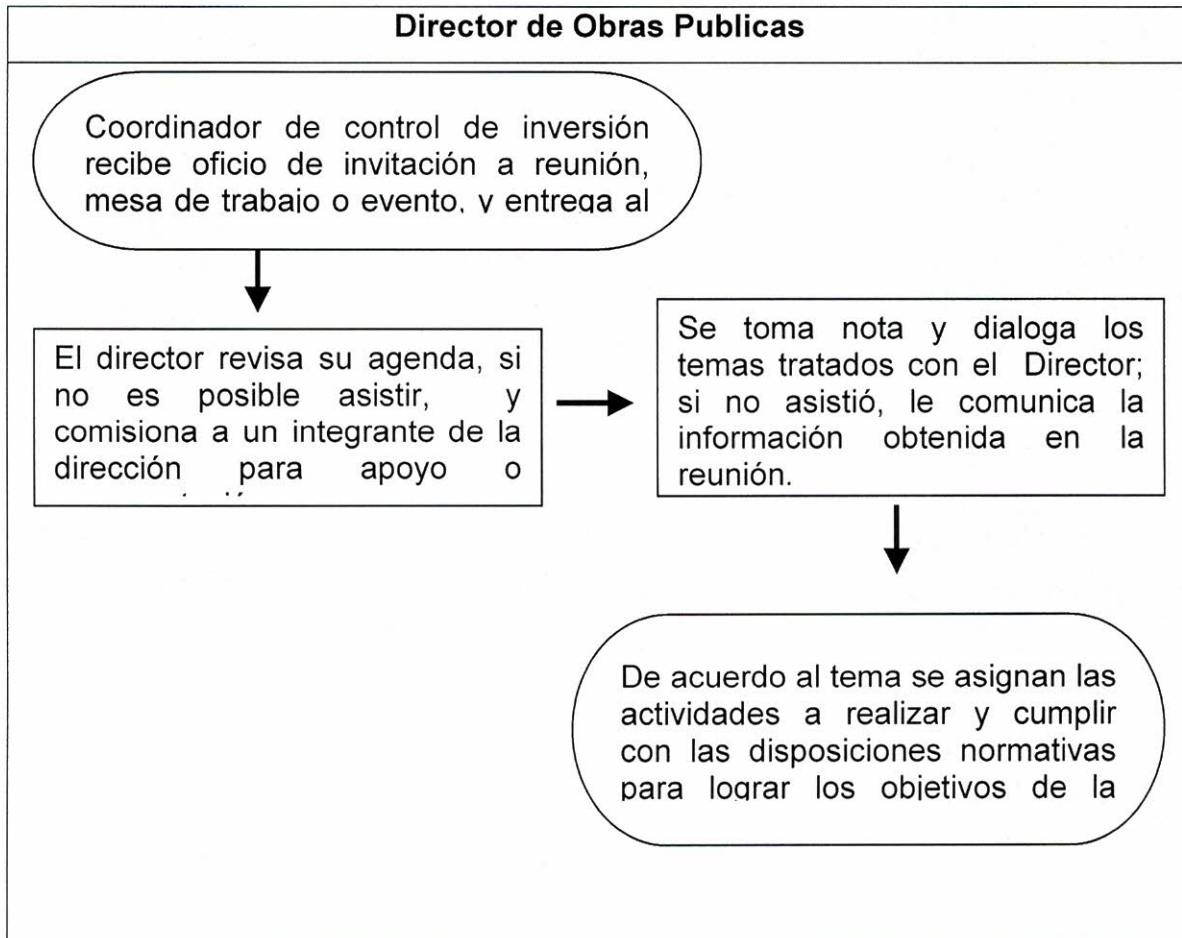 Director de Obras Publicas
Coordinador de control de inversión
recibe oficio de invitación a reunión,
mesa de trabajo o evento, y entrega al
El director revisa su agenda, si
no es posible asistir, y
comisiona a un integrante de la
dirección para apoyo o
Se toma nota y dialoga los
temas tratados con el Director;
si no asistió, le comunica la
información obtenida en la
reunión.
De acuerdo al tema se asignan las
actividades a realizar y cumplir
con las disposiciones normativas
para lograr los objetivos de la